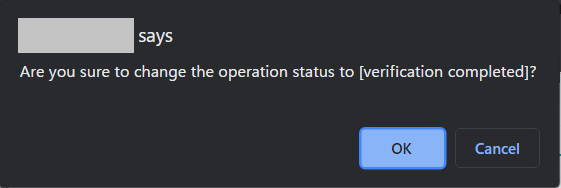 says
Are you sure to change the operation status to [verification completed]?
OK
Cancel